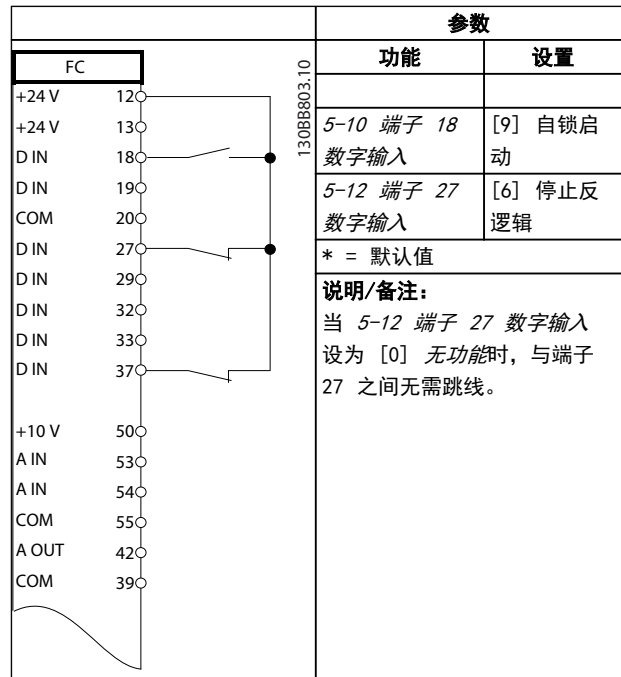 参数
功能 设置
FC
130BB803.10
+24 V 12
+24 V 13
D IN 18
D IN 19
COM 20
D IN 27
D IN 29
D IN 32
D IN 33
D IN 37
+10 V 50
A IN 53
A IN 54
COM 55
A OUT 42
COM 39
5-10 端子 18
数字输入
[9] 自锁启
动
5-12 端子 27
数字输入
[6] 停止反
逻辑
* = 默认值
说明/备注:
当 5-12 端子 27 数字输入
设为 [0] 无功能时, 与端子
27 之间无需跳线。